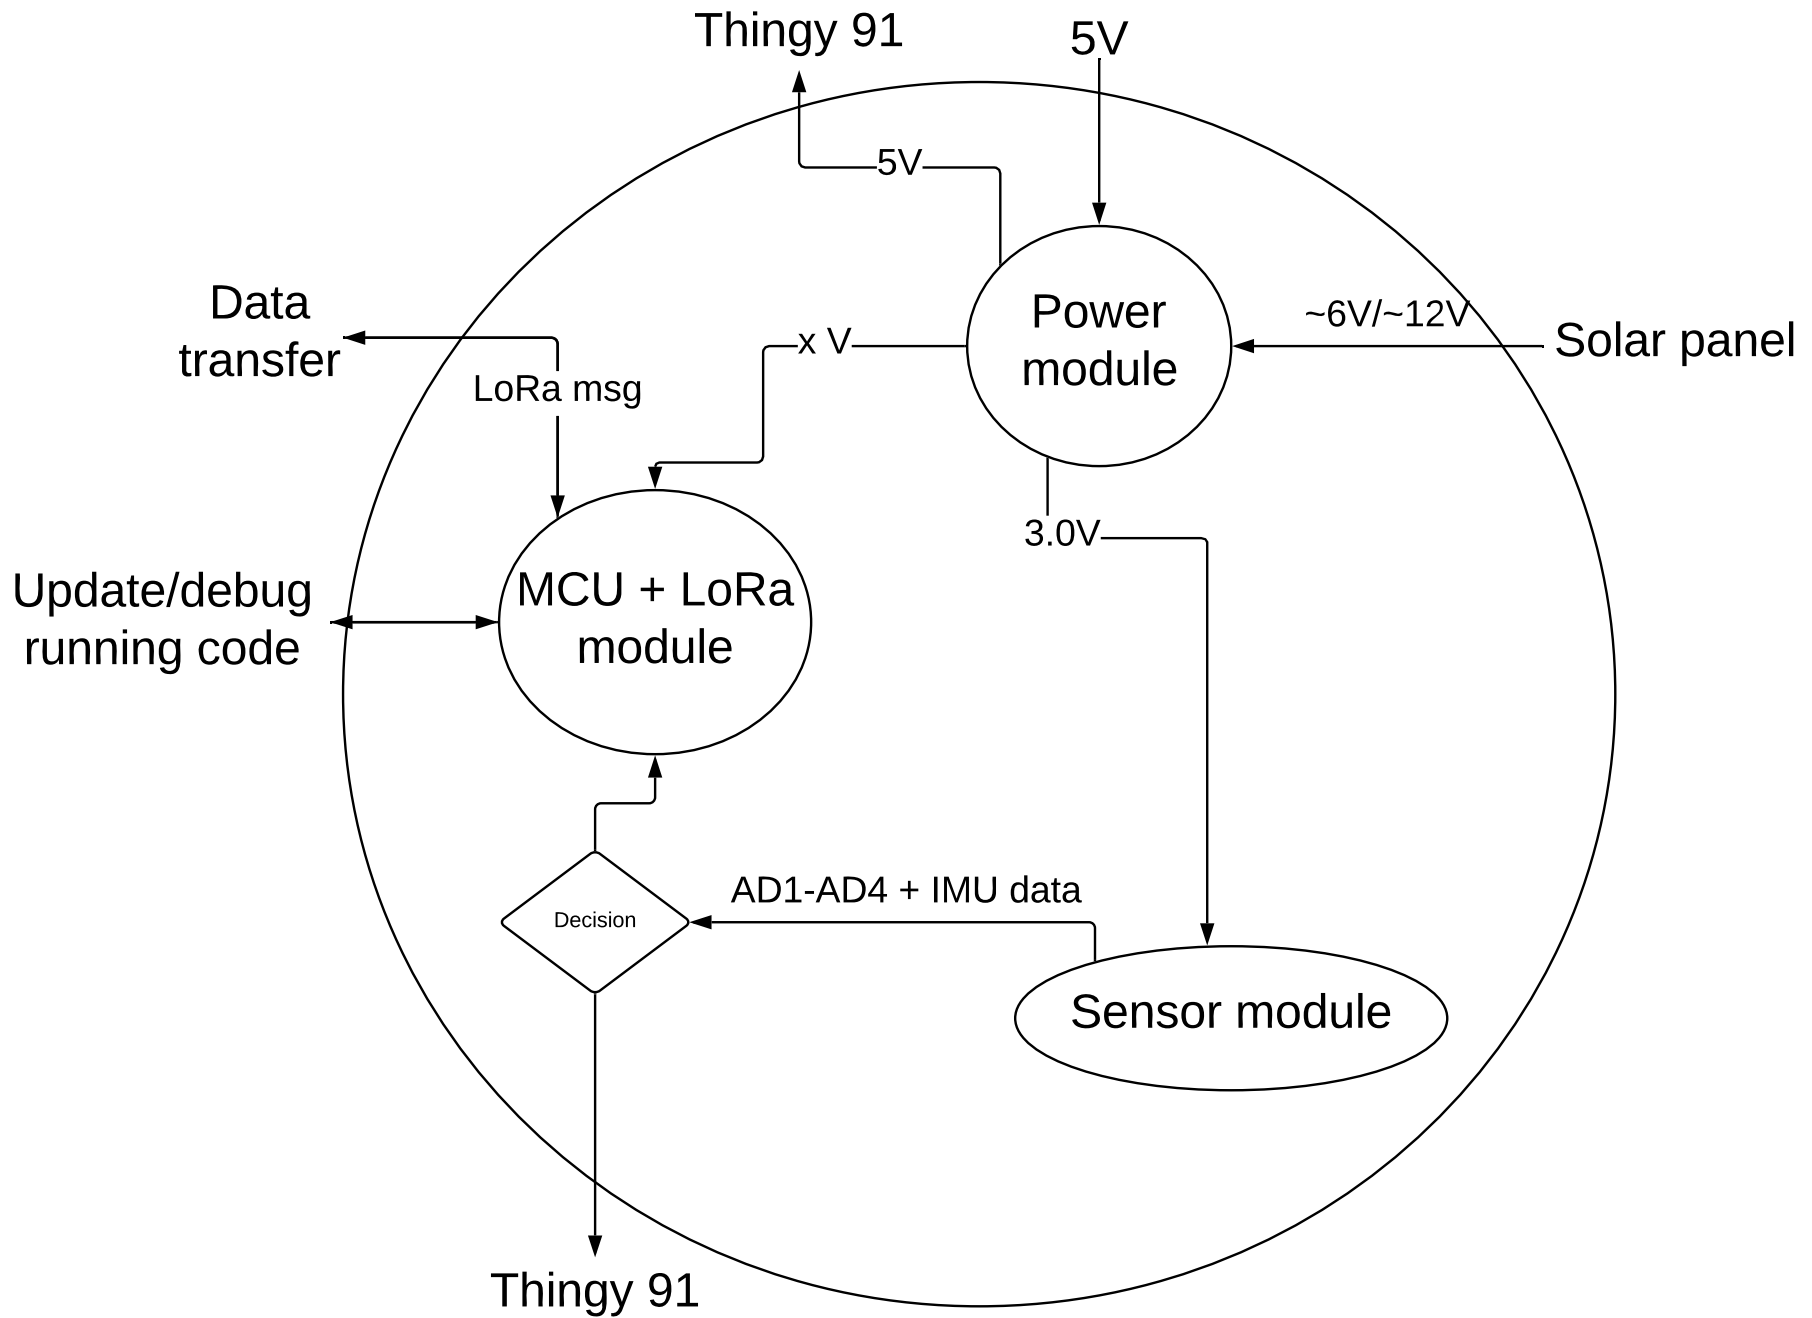 Thingy 91
5V
5V
Data
transfer
LoRa msg
x V
Power
module
~6V/~12V
Solar panel
3.0V
Update/debug
running code
MCU + LoRa
module
AD1-AD4 + IMU data
Decision
Sensor module
Thingy 91